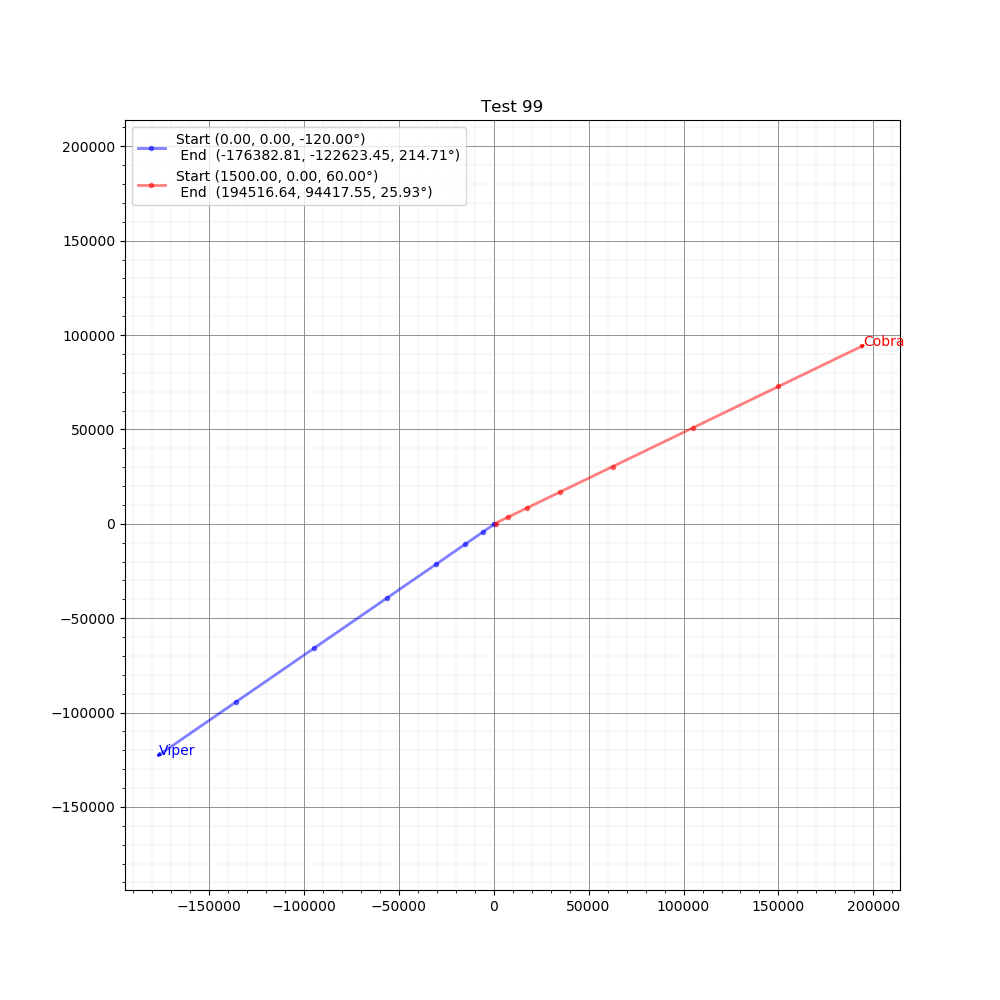 Test 99
Start (0.00, 0.00, -120.00°)
End (-176382.81, -122623.45, 214.71°)
Start (1500.00, 0.00, 60.00°)
End (194516.64, 94417.55, 25.93°)
200000
150000
100000
50000
0
−50000
−100000
−150000
Cobra
Viper
−150000 −100000 −50000 0 50000 100000 150000 200000